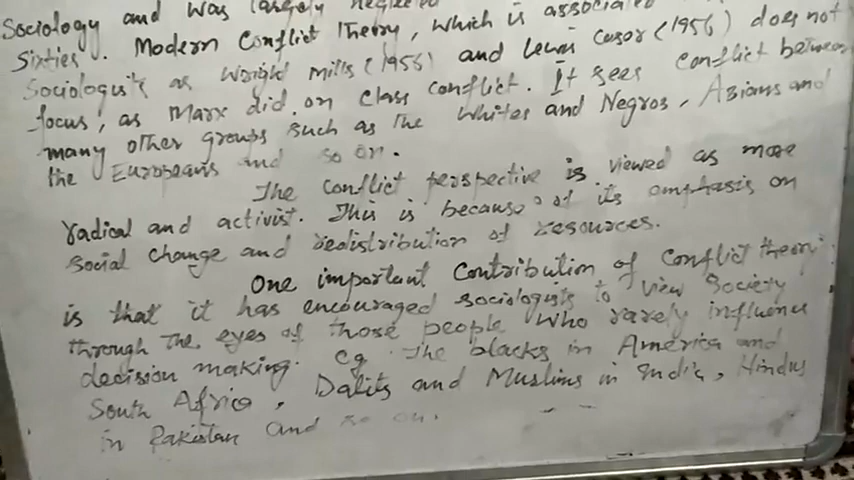 Sociology and was largely neglected
Sixties. Modern Conflict Theory, which is associated
Sociologists as Wright Mills (1956) and Lewis Coser (1956) does not
focus, as Marx did on class conflict. It sees conflict between
many other groups such as the Whites and Negros, Asians and
the Europeans and so on.
The conflict perspective is viewed as more
radical and activist. This is because of its emphasis on
social change and redistribution of resources.
One important Contribution of Conflict theory
is that it has encouraged sociologists to view Society
through the eyes of those people who rarely influence
decision making. eg. The blacks in America and
South Africa, Dalits and Muslims in India, Hindus
in Pakistan and so on.